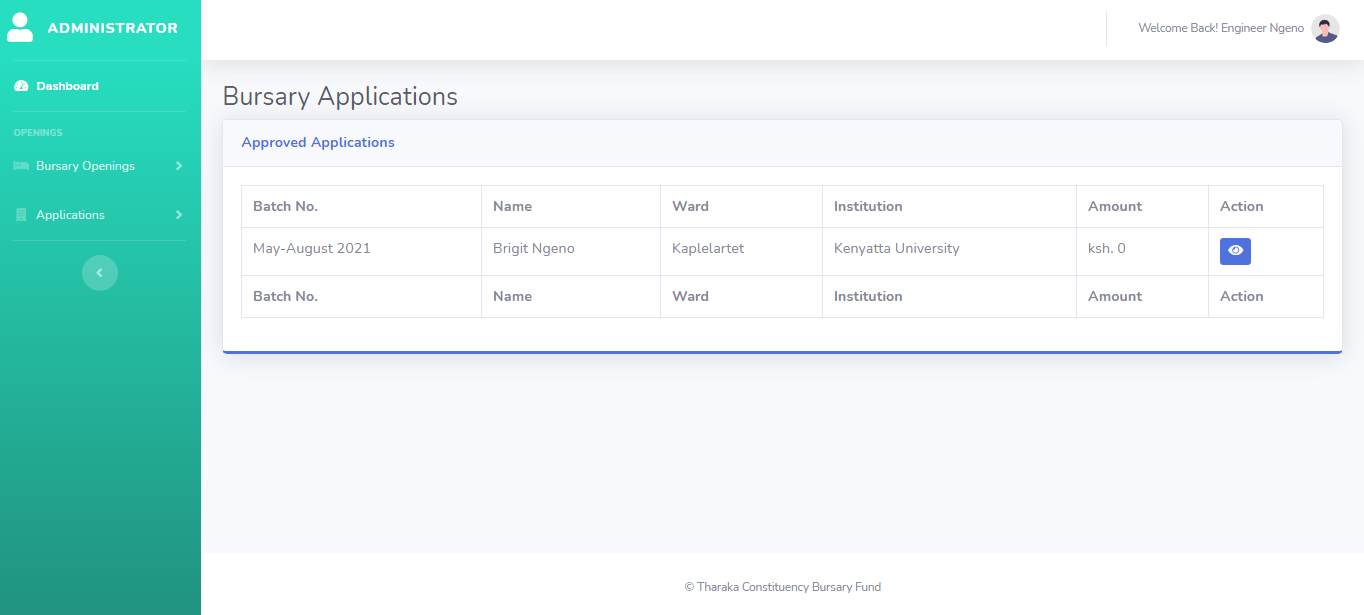 ADMINISTRATOR
Welcome Back! Engineer Ngeno
Dashboard
OPENINGS
Bursary Openings
Applications
Bursary Applications
Approved Applications
Batch No. Name Ward Institution Amount Action
May-August 2021 Brigit Ngeno Kaplelartet Kenyatta University ksh. 0
Batch No. Name Ward Institution Amount Action
© Tharaka Constituency Bursary Fund